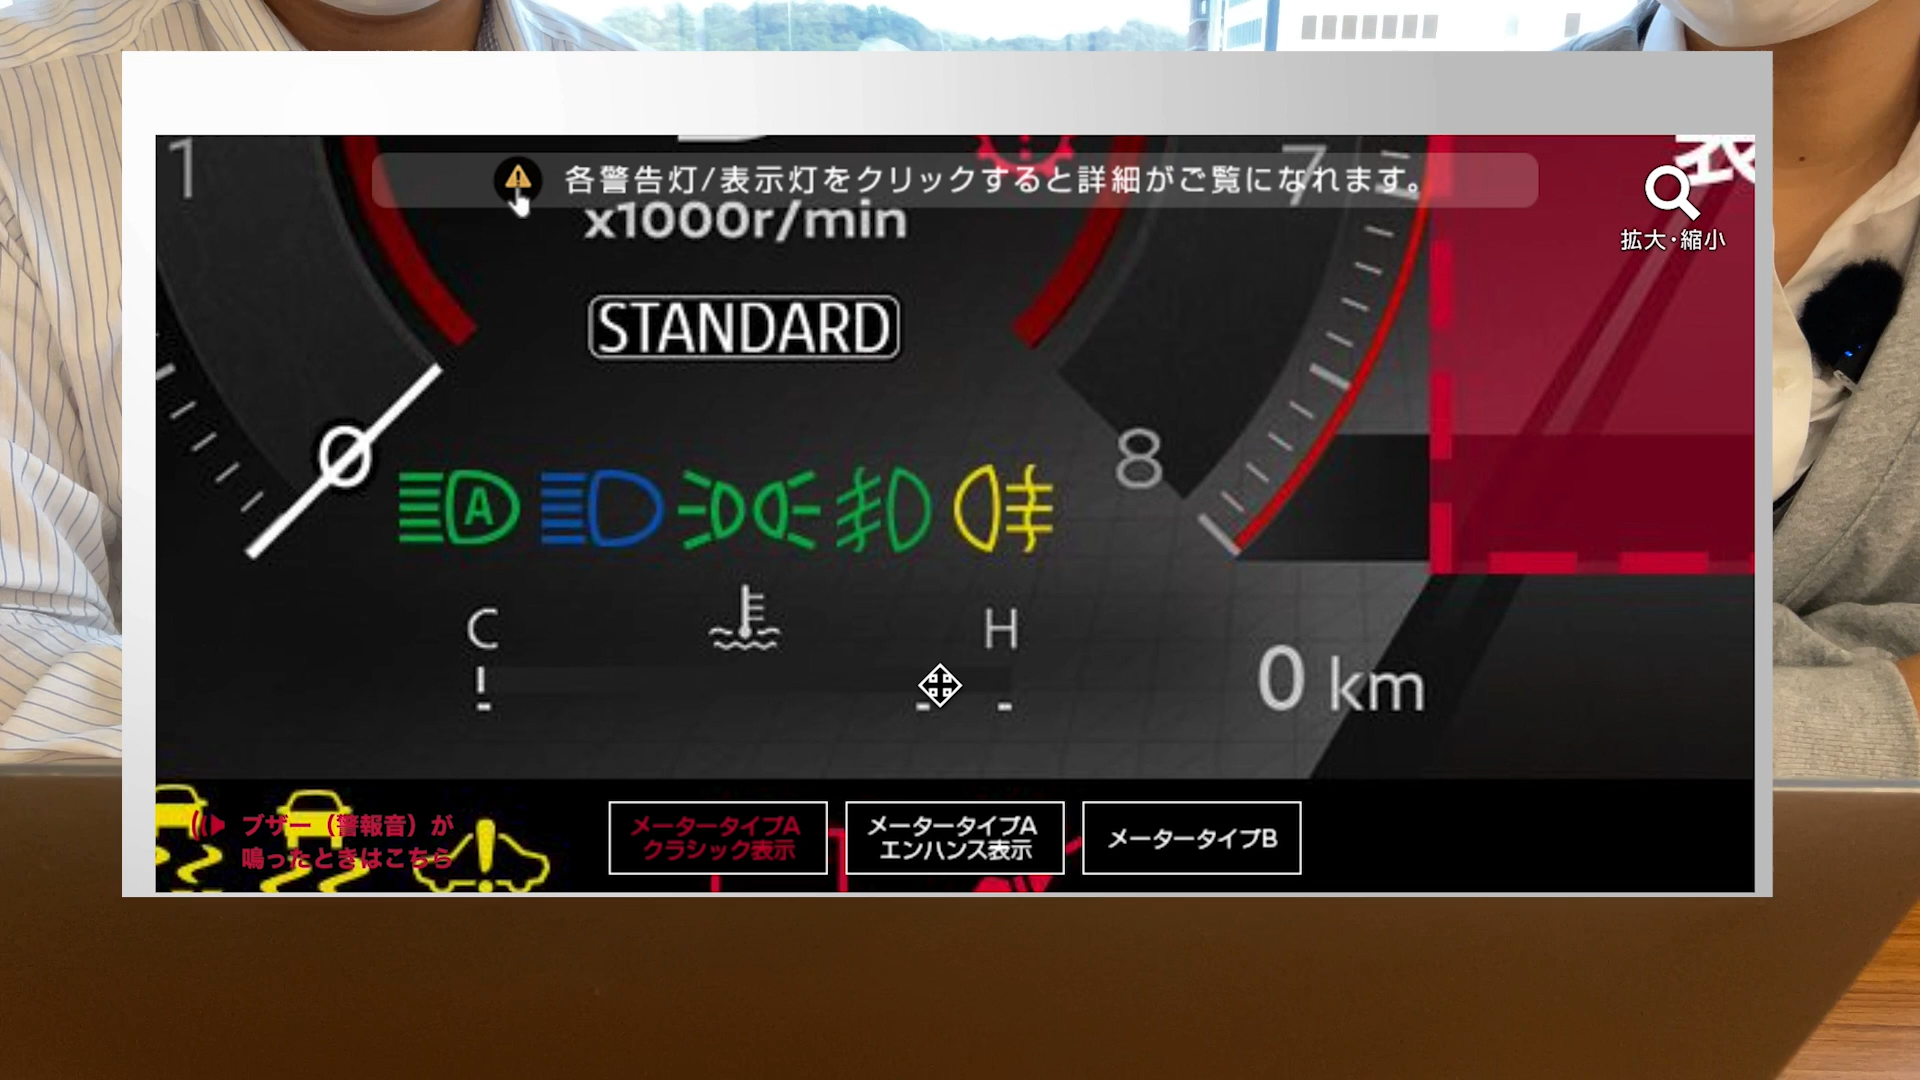 1
各警告灯/表示灯をクリックすると詳細がご覧になれます。
7
x1000r/min
拡大・縮小
STANDARD
0
8
A
C
H
0 km
ブザー（警報音）が
鳴ったときはこちら
メータータイプA
クラシック表示
メータータイプA
エンハンス表示
メータータイプB